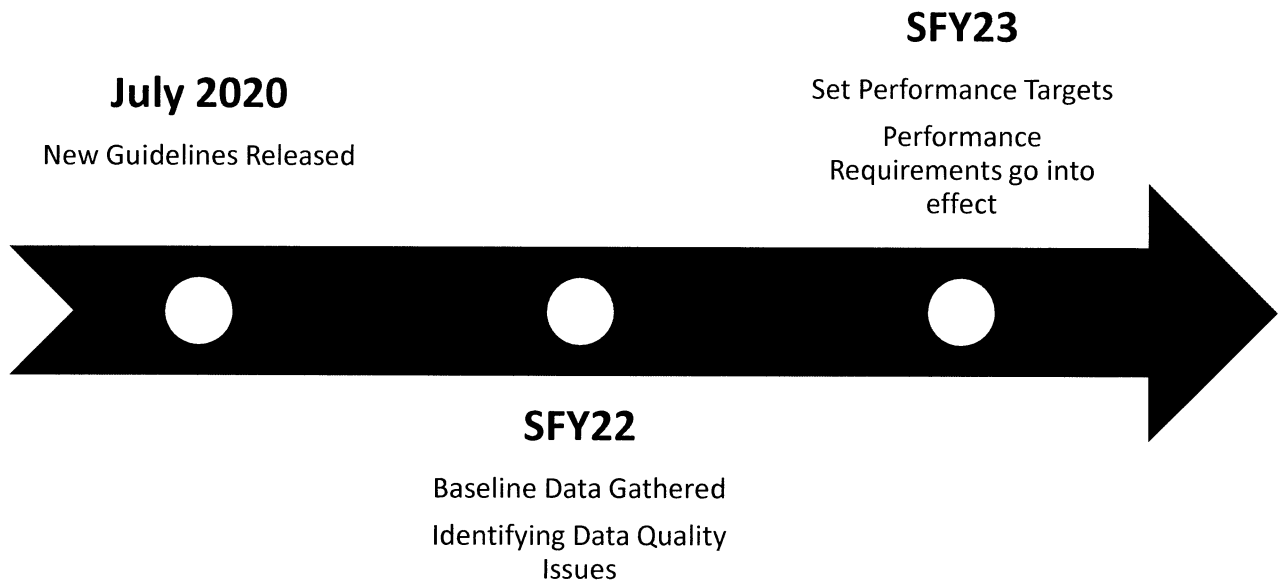 July 2020
New Guidelines Released
SFY22
Baseline Data Gathered
Identifying Data Quality
Issues
SFY23
Set Performance Targets
Performance
Requirements go into
effect